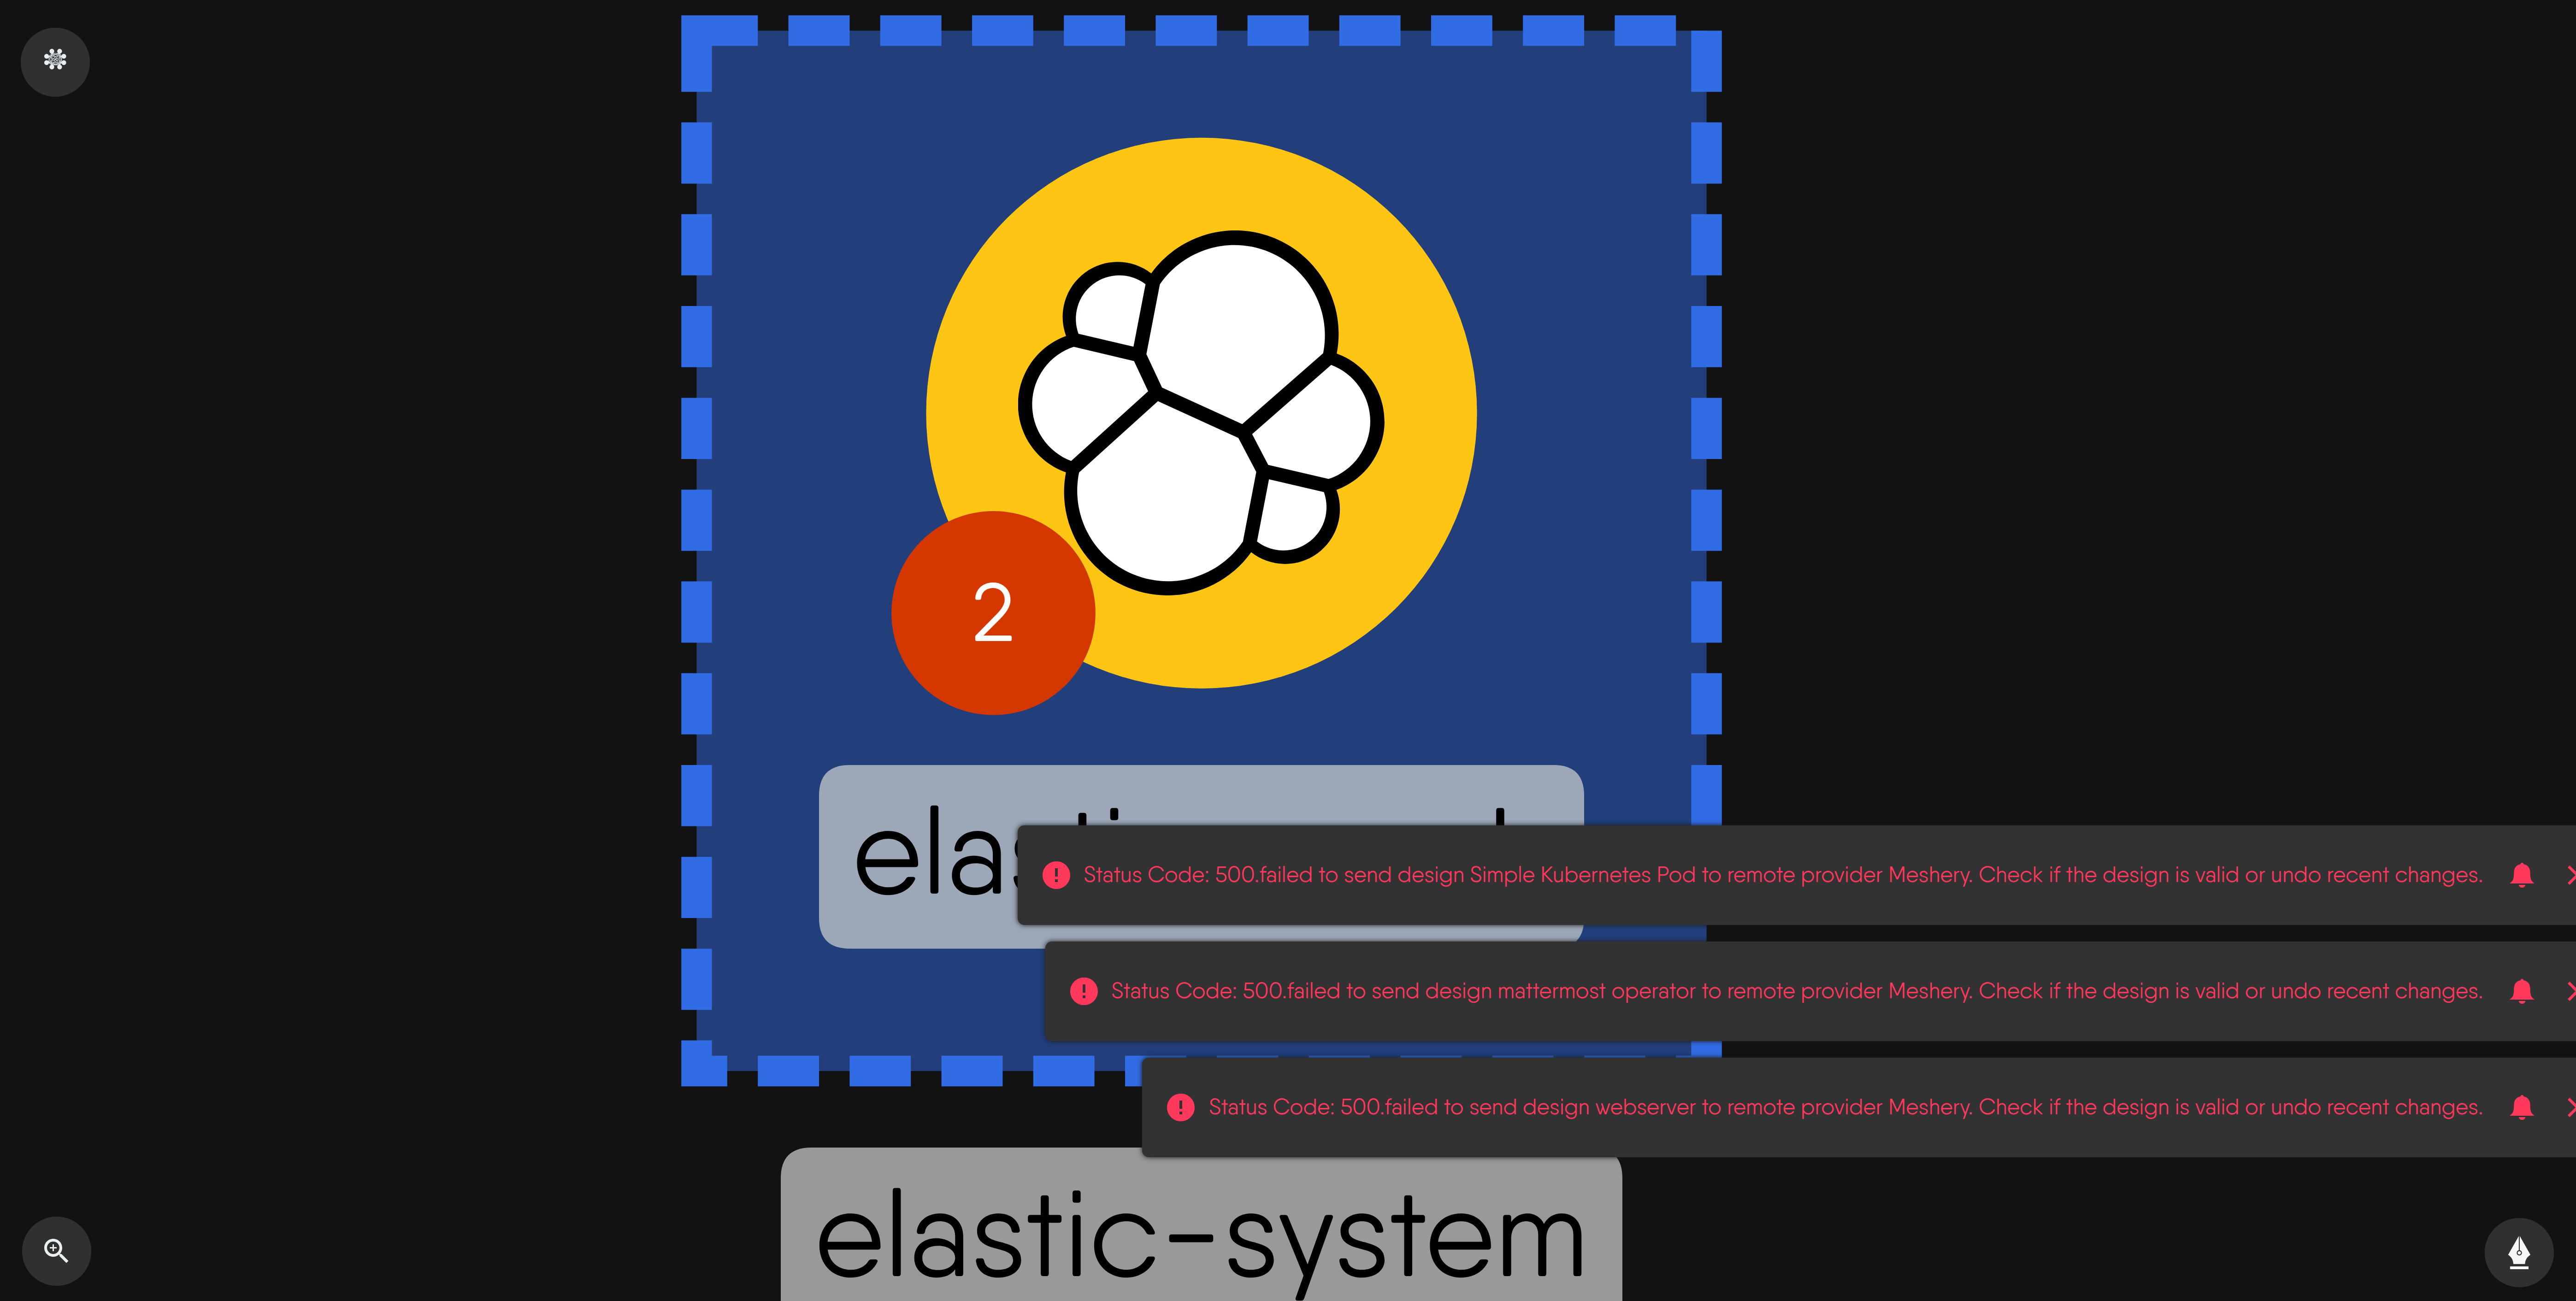 2
Status Code: 500.failed to send design Simple Kubernetes Pod to remote provider Meshery. Check if the design is valid or undo recent changes.
Status Code: 500.failed to send design mattermost operator to remote provider Meshery. Check if the design is valid or undo recent changes.
Status Code: 500.failed to send design webserver to remote provider Meshery. Check if the design is valid or undo recent changes.
elastic-system